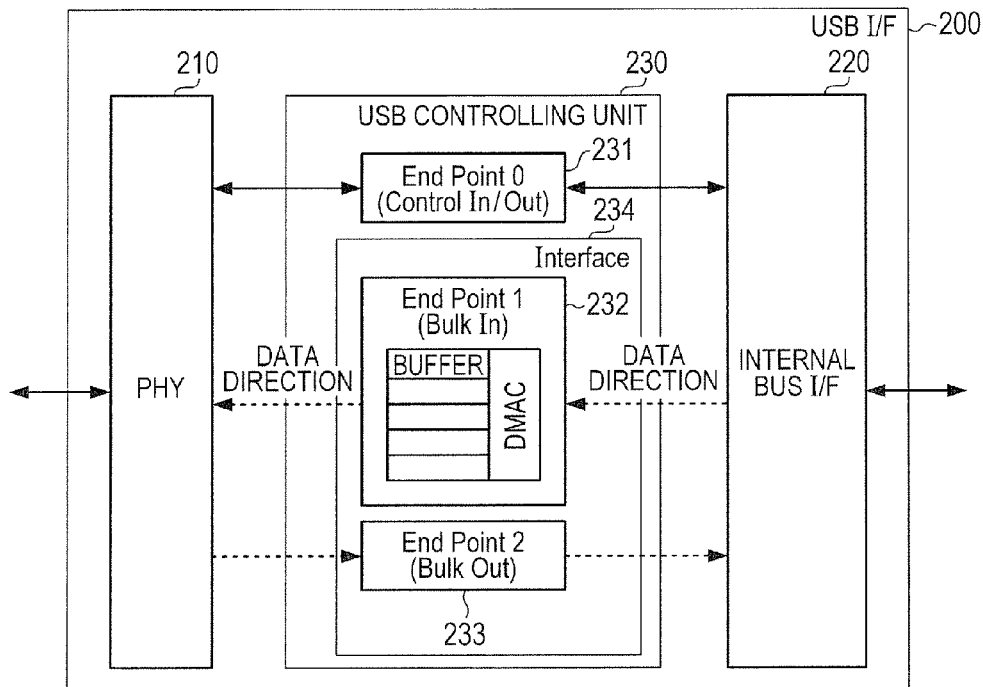 USB I/F
200
210
230
220
USB CONTROLLING UNIT
231
End Point 0
(Control In/Out)
234
Interface
End Point 1
(Bulk In)
232
BUFFER
DMAC
DATA
DIRECTION
DATA
DIRECTION
PHY
INTERNAL
BUS I/F
End Point 2
(Bulk Out)
233